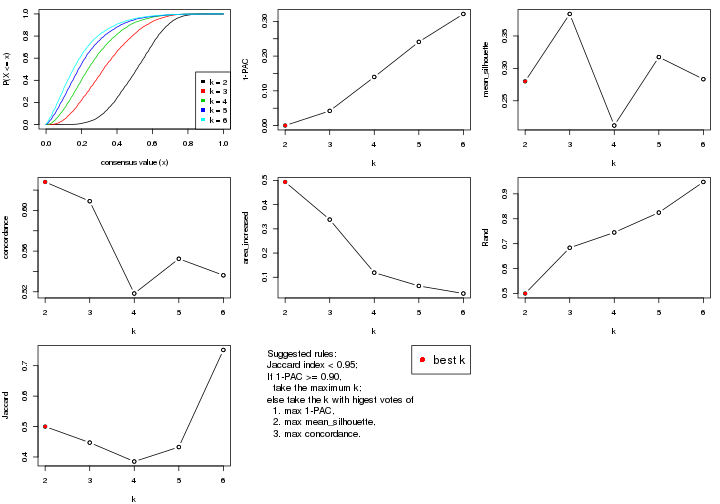 P(X <= x)
0.0 0.2 0.4 0.6 0.8 1.0
k = 2
k = 3
k = 4
k = 5
k = 6
0.0 0.2 0.4 0.6 0.8 1.0
consensus value (x)
1-PAC
0.00 0.10 0.20 0.30
2 3 4 5 6
k
mean_silhouette
0.25 0.30 0.35
2 3 4 5 6
k
concordance
0.52 0.56 0.60
2 3 4 5 6
k
area_increased
0.1 0.2 0.3 0.4 0.5
2 3 4 5 6
k
Rand
0.5 0.6 0.7 0.8 0.9
2 3 4 5 6
k
Jaccard
0.4 0.5 0.6 0.7
2 3 4 5 6
k
Suggested rules:
Jaccard index < 0.95;
If 1-PAC >= 0.90,
take the maximum k;
else take the k with higest votes of
1. max 1-PAC,
2. max mean_silhouette,
3. max concordance.
best k